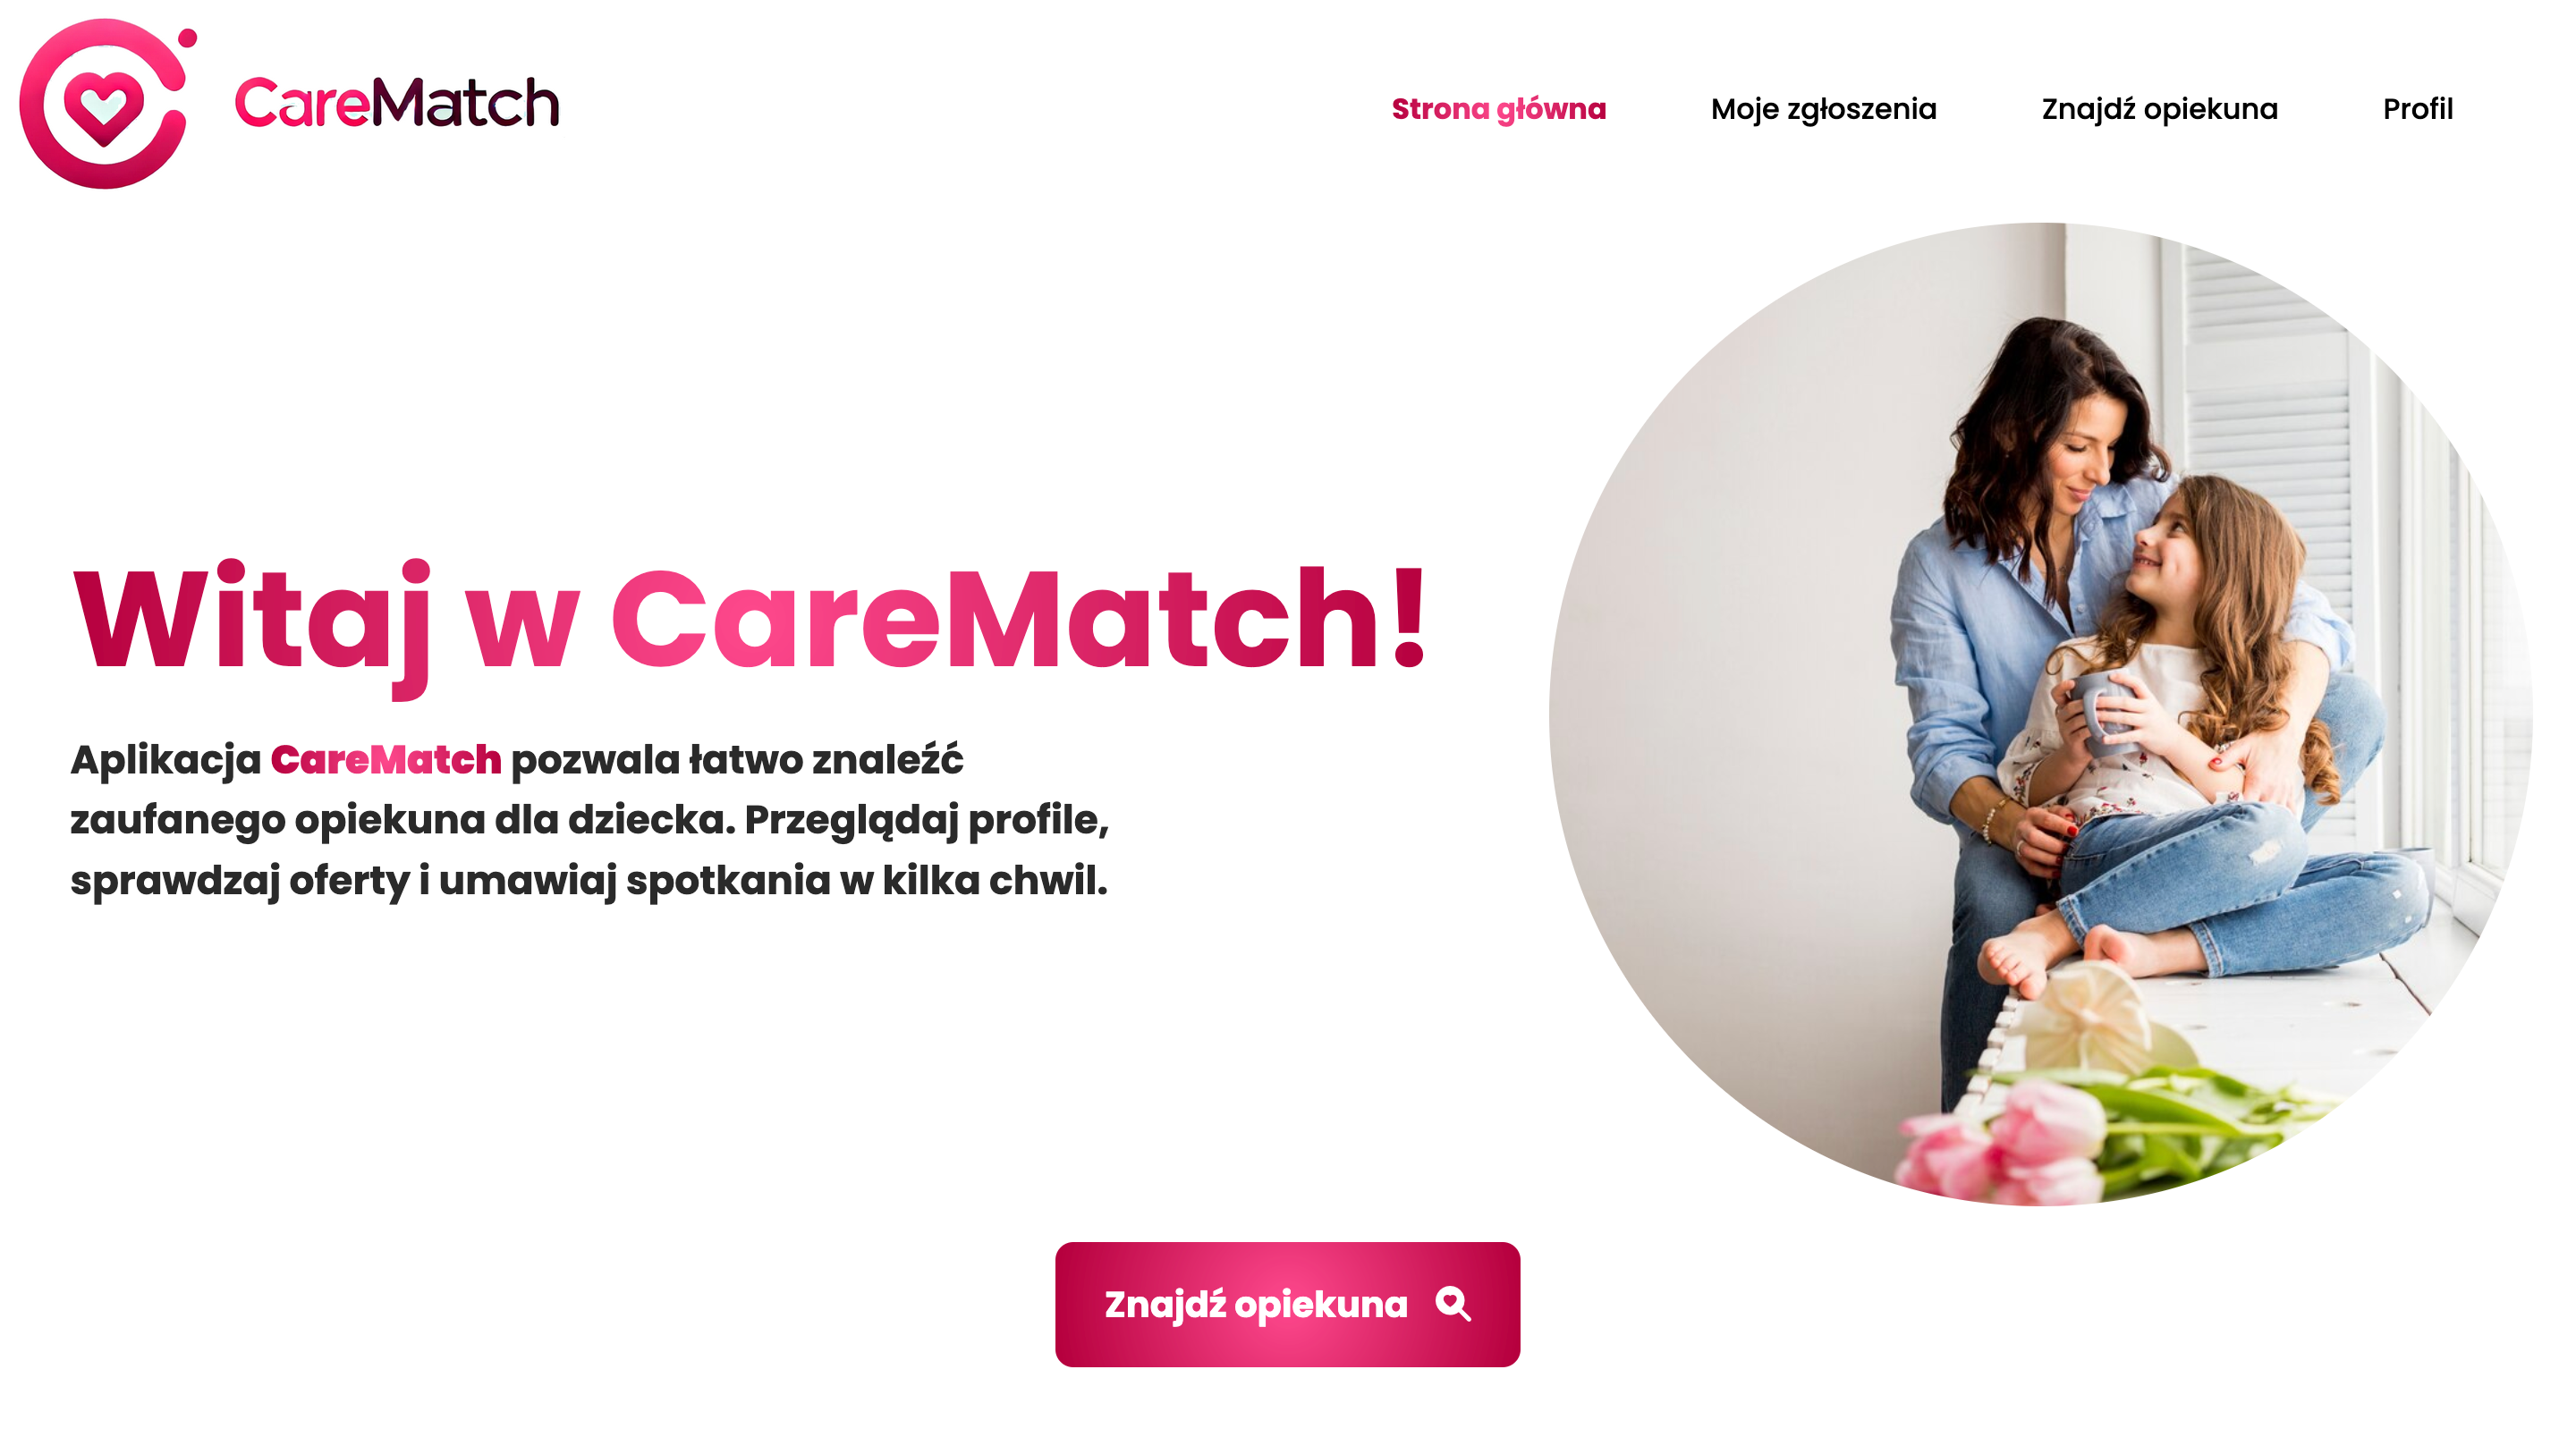 CareMatch
Strona główna
Moje zgłoszenia
Znajdź opiekuna
Profil
Witaj w CareMatch!
Aplikacja CareMatch pozwala łatwo znaleźć
zaufanego opiekuna dla dziecka. Przeglądaj profile,
sprawdzaj oferty i umawiaj spotkania w kilka chwil.
Znajdź opiekuna